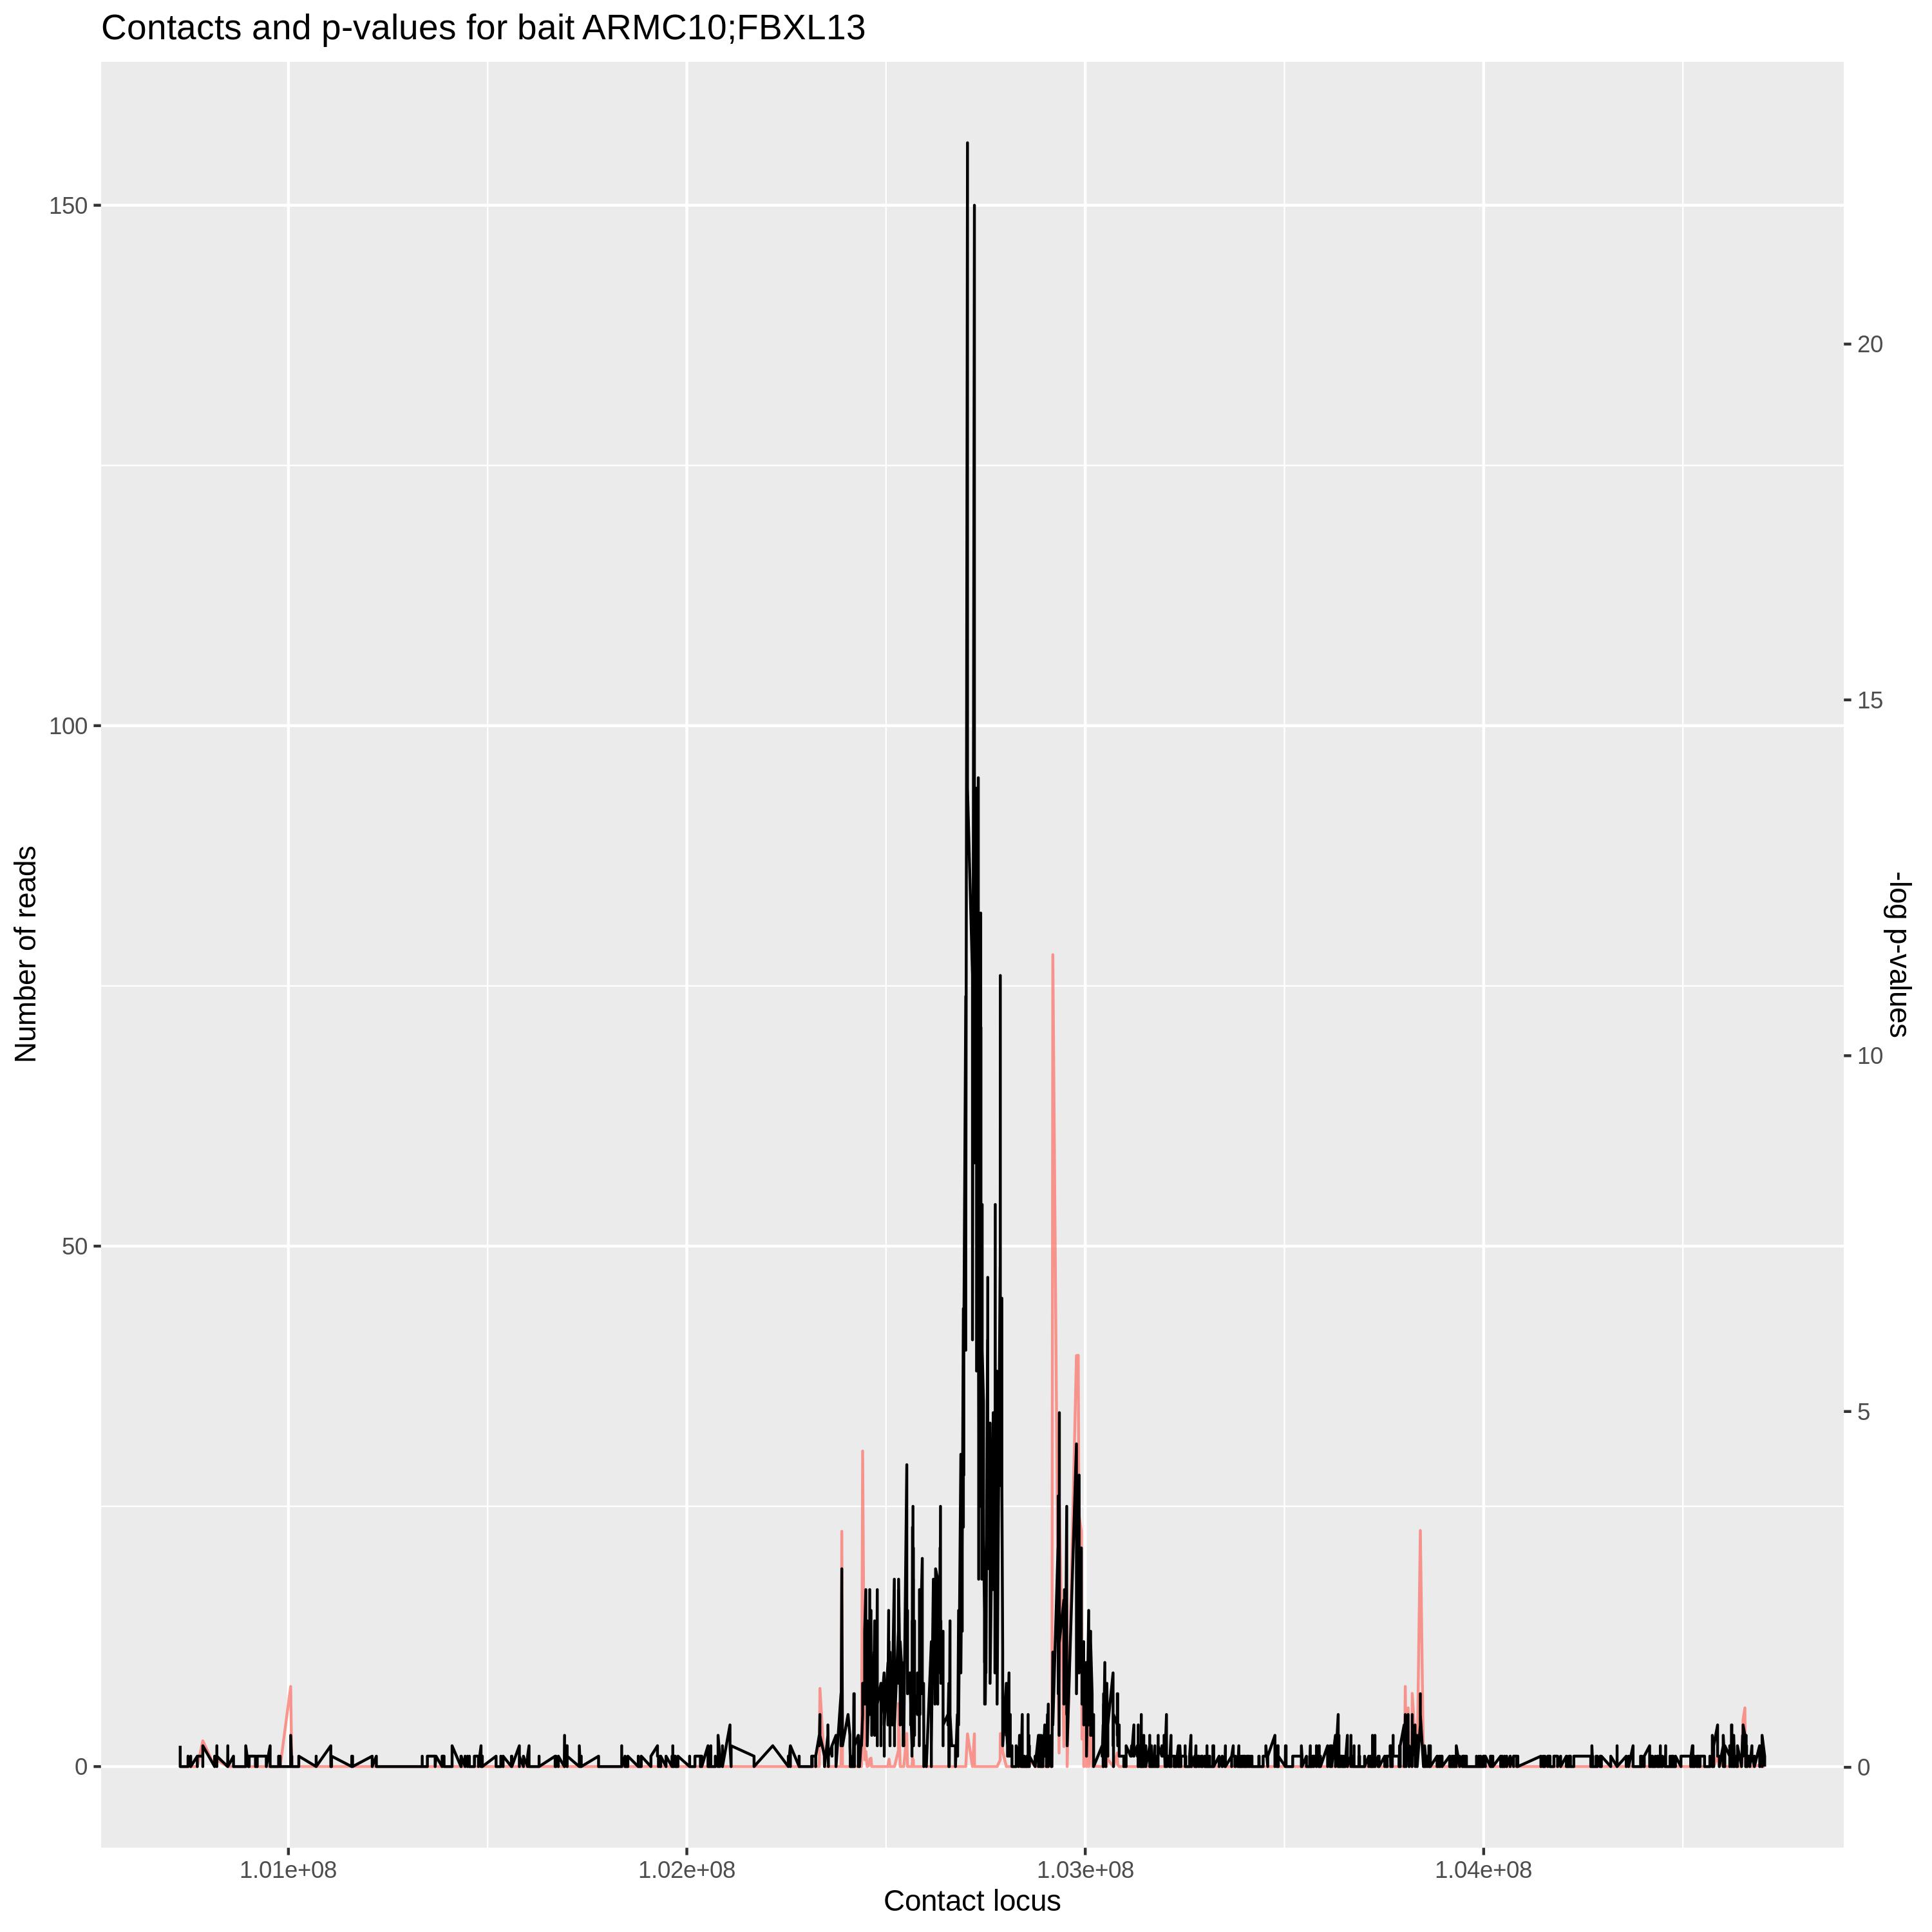 Contacts and p-values for bait ARMC10;FBXL13
150
100
50
0
Number of reads
20
15
10
5
0
-log p-values
1.01e+08
1.02e+08
1.03e+08
1.04e+08
Contact locus